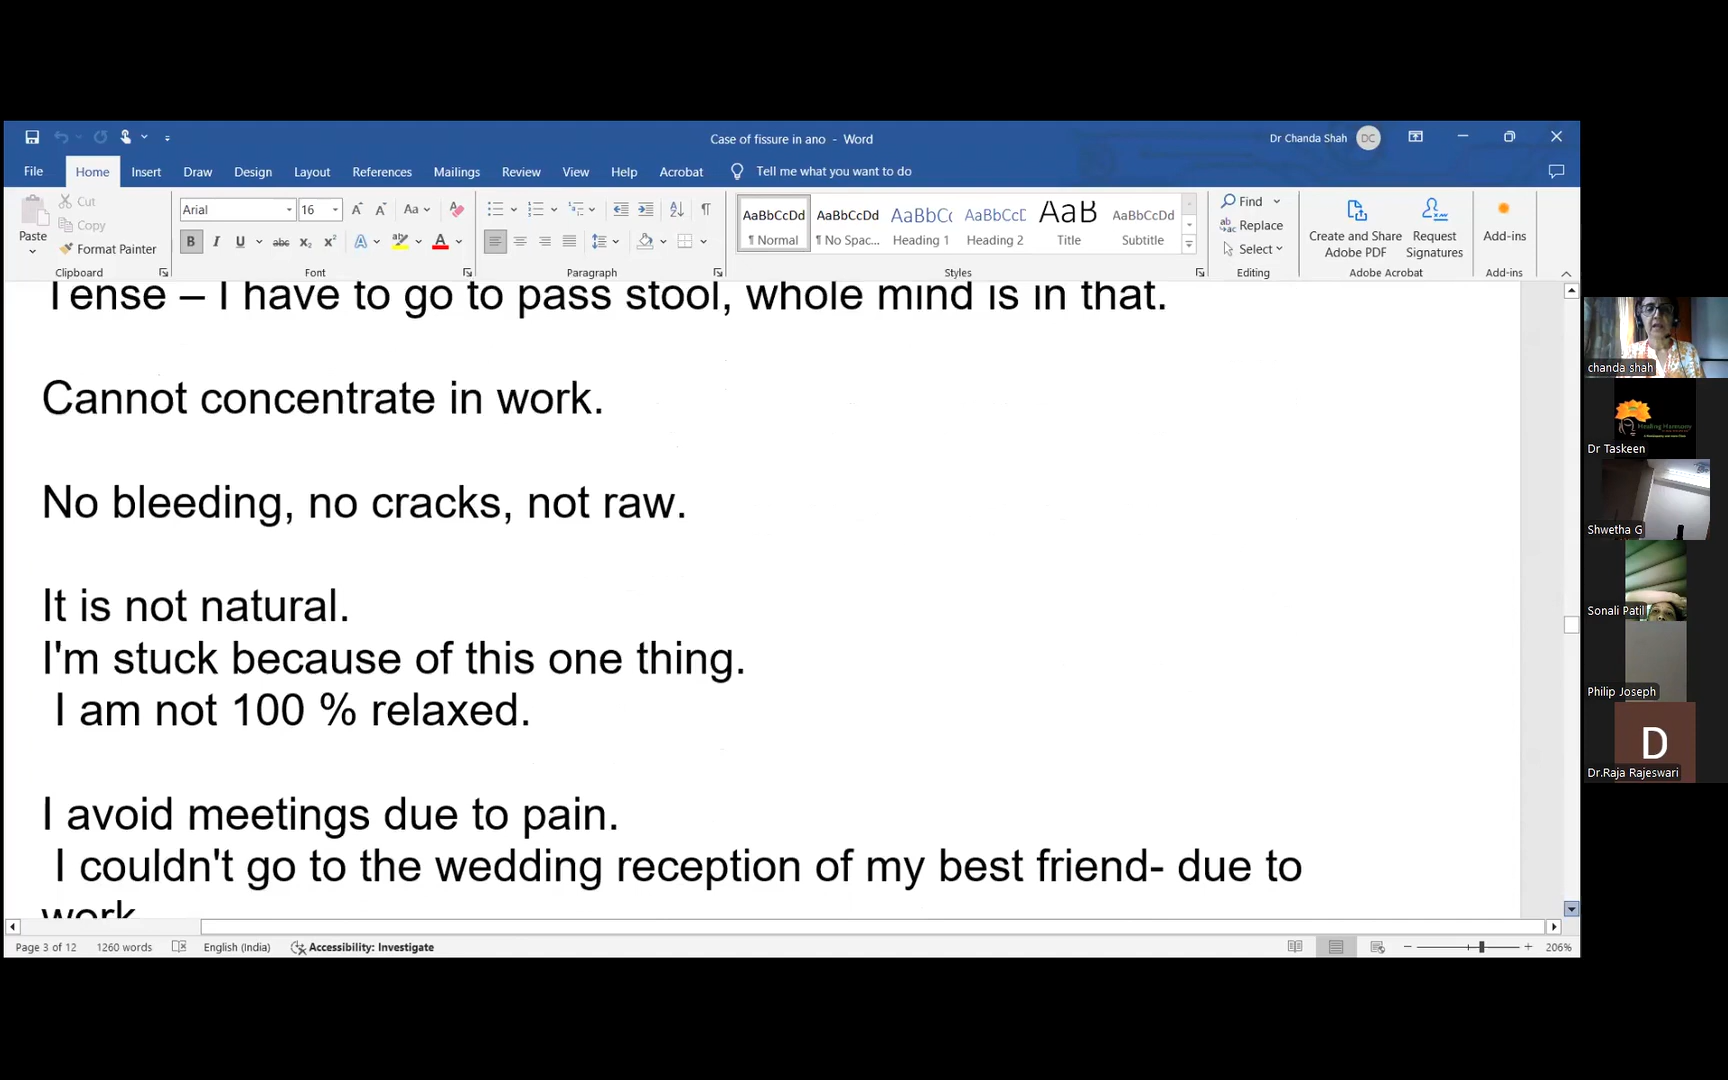 Case of fissure in ano - Word
Dr Chanda Shah
DC
File
Home
Insert
Draw
Design
Layout
References
Mailings
Review
View
Help
Acrobat
Tell me what you want to do
Paste
Cut
Copy
Format Painter
Clipboard
Arial
16
Font
Paragraph
AaBbCcDd
¶ Normal
AaBbCcDd
¶ No Spac...
AaBbCc
Heading 1
AaBbCcD
Heading 2
AaB
Title
AaBbCcDd
Subtitle
Styles
Find
Replace
Select
Editing
Create and Share
Adobe PDF
Request
Signatures
Adobe Acrobat
Add-ins
Add-ins
Tense – I have to go to pass stool, whole mind is in that.
Cannot concentrate in work.
No bleeding, no cracks, not raw.
It is not natural.
I'm stuck because of this one thing.
I am not 100 % relaxed.
I avoid meetings due to pain.
I couldn't go to the wedding reception of my best friend- due to
work
Page 3 of 12
1260 words
English (India)
Accessibility: Investigate
206%
chanda shah
Healing Harmony
Dr Taskeen
Shwetha G
Sonali Patil
Philip Joseph
D
Dr.Raja Rajeswari